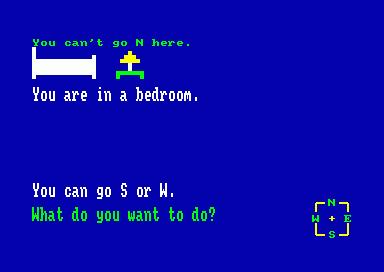 You can't go N here.
You are in a bedroom.
You can go S or W.
What do you want to do?
N
W + E
S